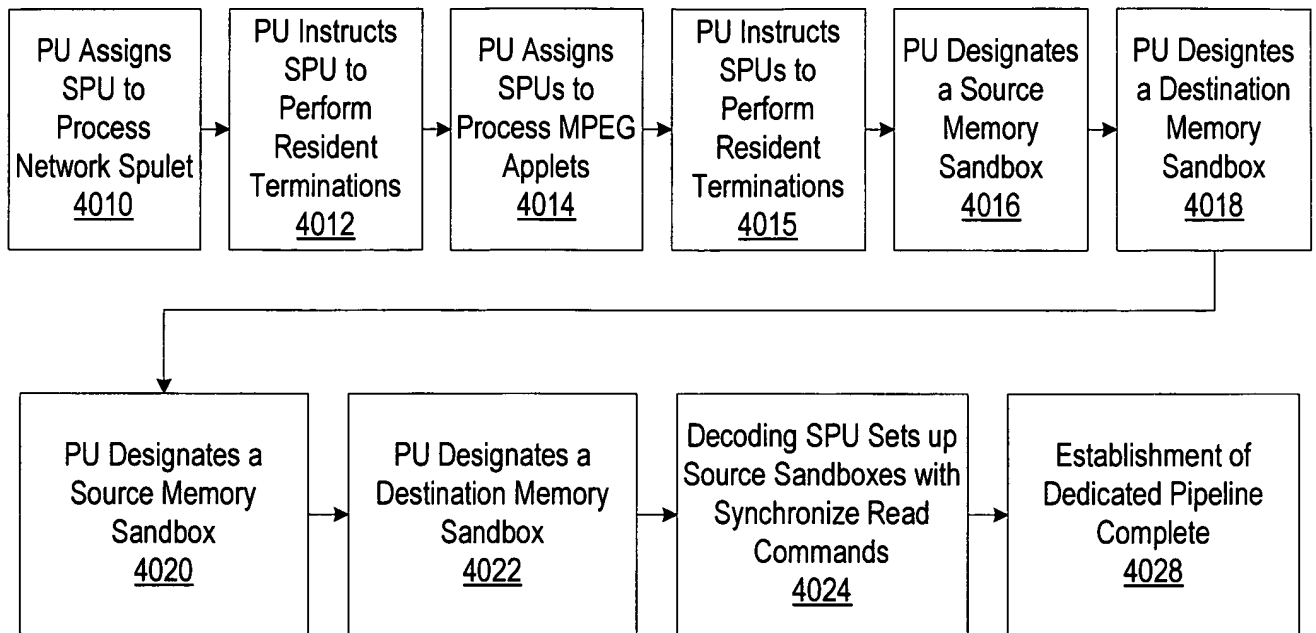 PU Assigns
SPU to
Process
Network Spulet
4010
PU Instructs
SPU to
Perform
Resident
Terminations
4012
PU Assigns
SPUs to
Process MPEG
Applets
4014
PU Instructs
SPUs to
Perform
Resident
Terminations
4015
PU Designates
a Source
Memory
Sandbox
4016
PU Designtes
a Destination
Memory
Sandbox
4018
PU Designates a
Source Memory
Sandbox
4020
PU Designates a
Destination Memory
Sandbox
4022
Decoding SPU Sets up
Source Sandboxes with
Synchronize Read
Commands
4024
Establishment of
Dedicated Pipeline
Complete
4028